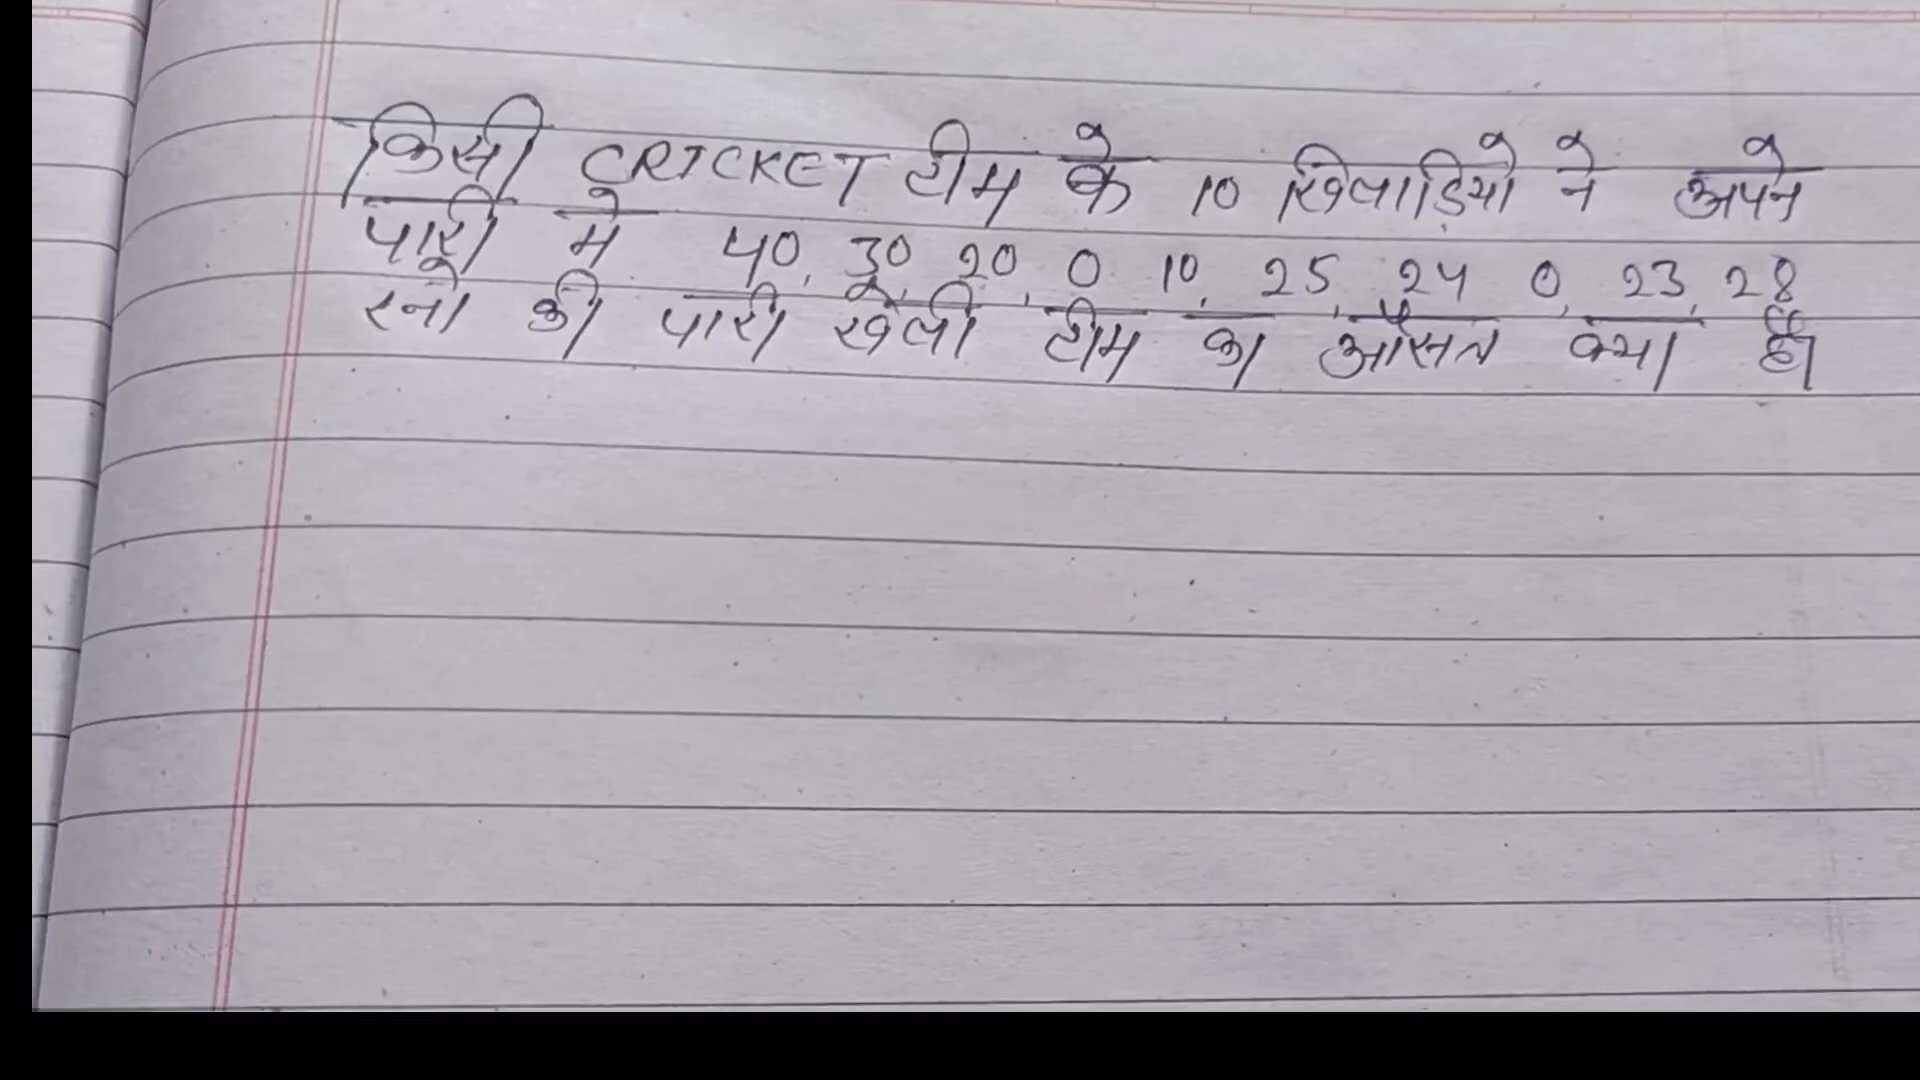 किसी CRICKET टीम के 10 खिलाड़ियो ने अपने
पारी मे 40, 30, 20, 0 10, 25, 24 0, 23, 28
रनो की पारी खेली टीम का औसत क्या है